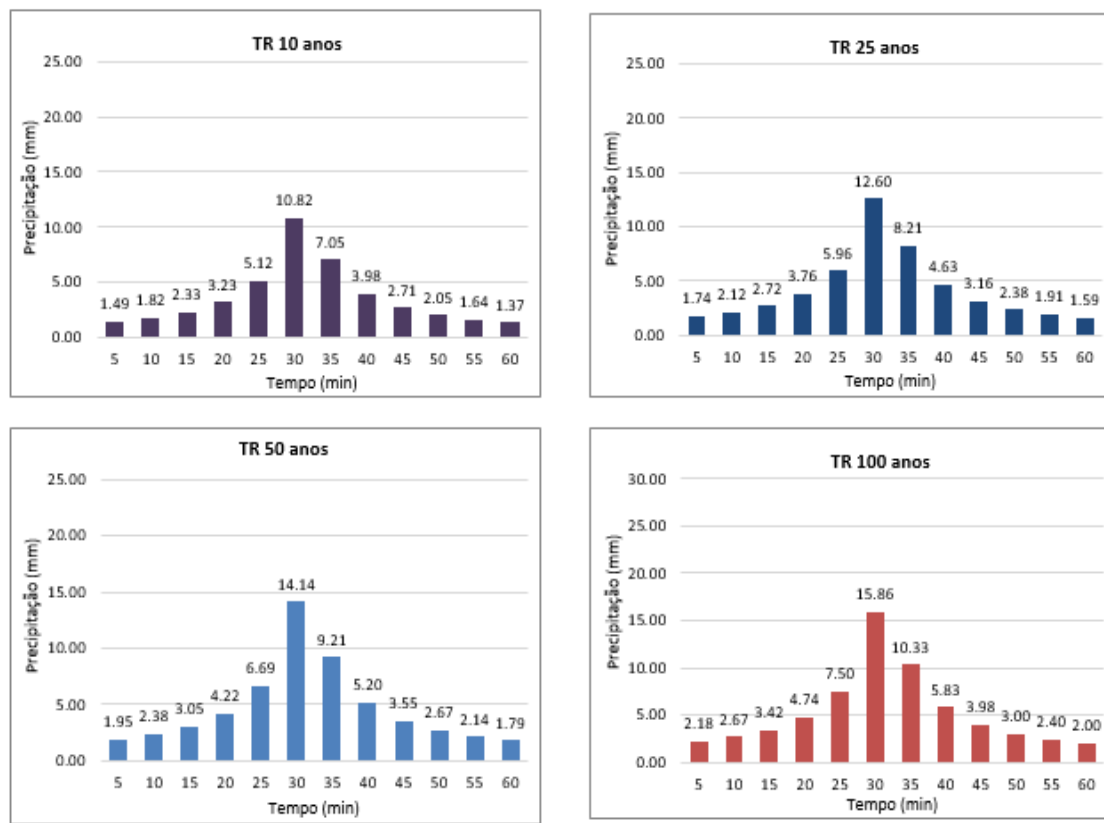 TR 10 anos
Precipitação (mm)
25.00
20.00
15.00
10.00
5.00
0.00
1.49 1.82 2.33 3.23 5.12 10.82 7.05 3.98 2.71 2.05 1.64 1.37
5 10 15 20 25 30 35 40 45 50 55 60
Tempo (min)
TR 25 anos
Precipitação (mm)
25.00
20.00
15.00
10.00
5.00
0.00
1.74 2.12 2.72 3.76 5.96 12.60 8.21 4.63 3.16 2.38 1.91 1.59
5 10 15 20 25 30 35 40 45 50 55 60
Tempo (min)
TR 50 anos
Precipitação (mm)
25.00
20.00
15.00
10.00
5.00
0.00
1.95 2.38 3.05 4.22 6.69 14.14 9.21 5.20 3.55 2.67 2.14 1.79
5 10 15 20 25 30 35 40 45 50 55 60
Tempo (min)
TR 100 anos
Precipitação (mm)
30.00
25.00
20.00
15.00
10.00
5.00
0.00
2.18 2.67 3.42 4.74 7.50 15.86 10.33 5.83 3.98 3.00 2.40 2.00
5 10 15 20 25 30 35 40 45 50 55 60
Tempo (min)